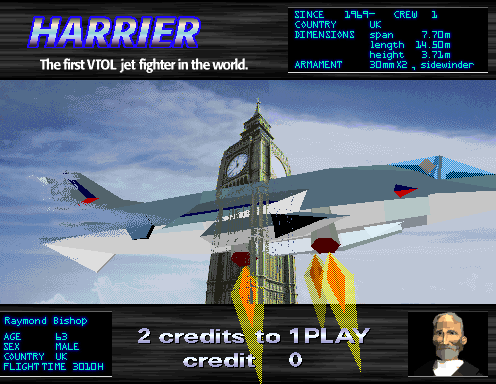 HARRIER
The first VTOL jet fighter in the world.
SINCE 1969- CREW 1
COUNTRY UK
DIMENSIONS span 7.70m
length 14.50m
height 3.71m
ARMAMENT 30mmX2 , sidewinder
Raymond Bishop
AGE 63
SEX MALE
COUNTRY UK
FLIGHT TIME 3010H
2 credits to 1PLAY
credit 0